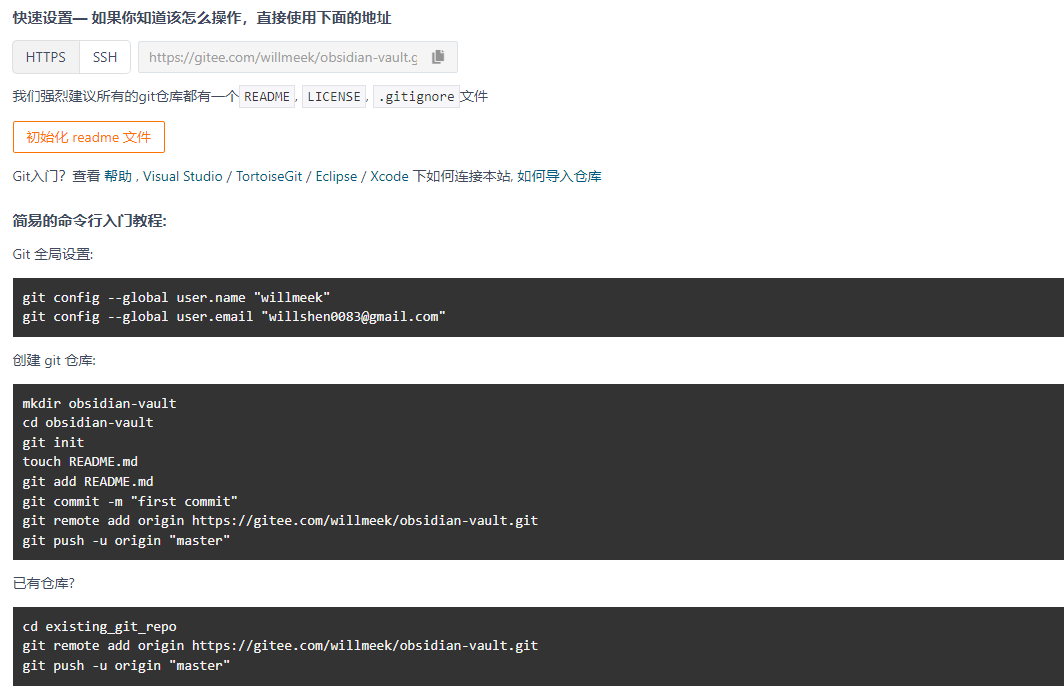 快速设置— 如果你知道该怎么操作，直接使用下面的地址
HTTPS SSH https://gitee.com/willmeek/obsidian-vault.g
我们强烈建议所有的git仓库都有一个 README, LICENSE, .gitignore 文件
初始化 readme 文件
Git入门？查看 帮助 , Visual Studio / TortoiseGit / Eclipse / Xcode 下如何连接本站, 如何导入仓库
简易的命令行入门教程:
Git 全局设置:
git config --global user.name "willmeek"
git config --global user.email "willshen0083@gmail.com"
创建 git 仓库:
mkdir obsidian-vault
cd obsidian-vault
git init
touch README.md
git add README.md
git commit -m "first commit"
git remote add origin https://gitee.com/willmeek/obsidian-vault.git
git push -u origin "master"
已有仓库?
cd existing_git_repo
git remote add origin https://gitee.com/willmeek/obsidian-vault.git
git push -u origin "master"